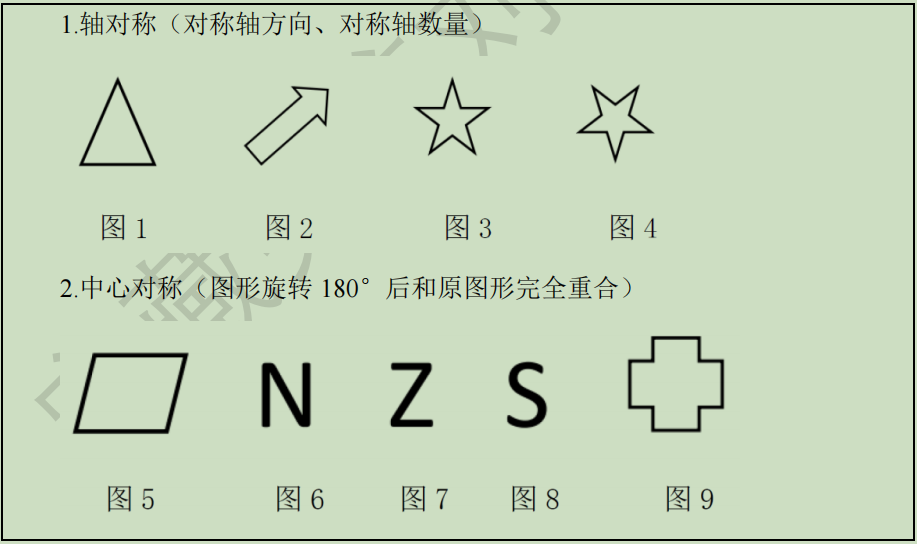 1.轴对称（对称轴方向、对称轴数量）
图 1 图 2 图 3 图 4
2.中心对称（图形旋转 180° 后和原图形完全重合）
N Z S
图 5 图 6 图 7 图 8 图 9